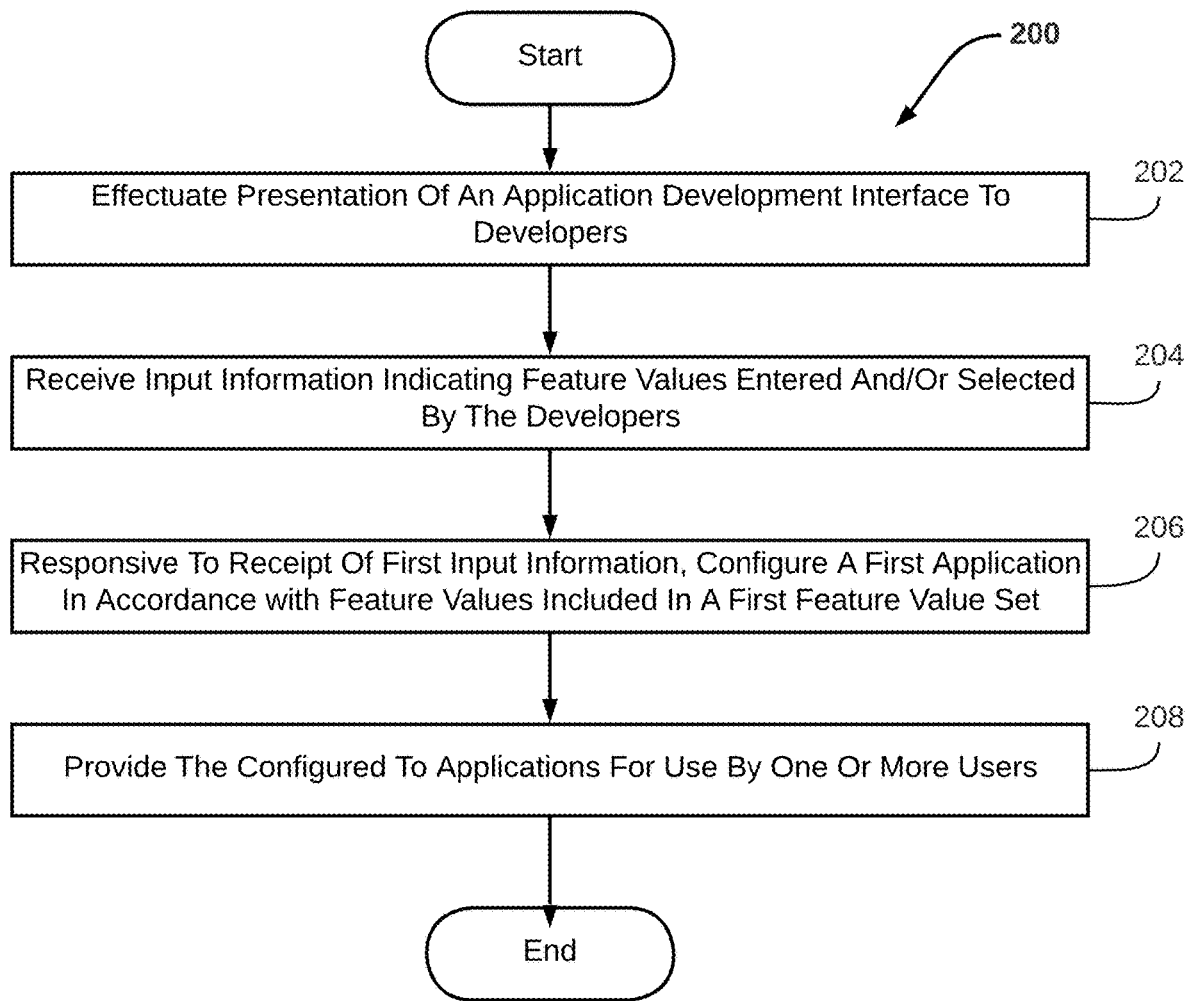 Start
200
202
Effectuate Presentation Of An Application Development Interface To
Developers
204
Receive Input Information Indicating Feature Values Entered And/Or Selected
By The Developers
206
Responsive To Receipt Of First Input Information, Configure A First Application
In Accordance with Feature Values Included In A First Feature Value Set
208
Provide The Configured To Applications For Use By One Or More Users
End